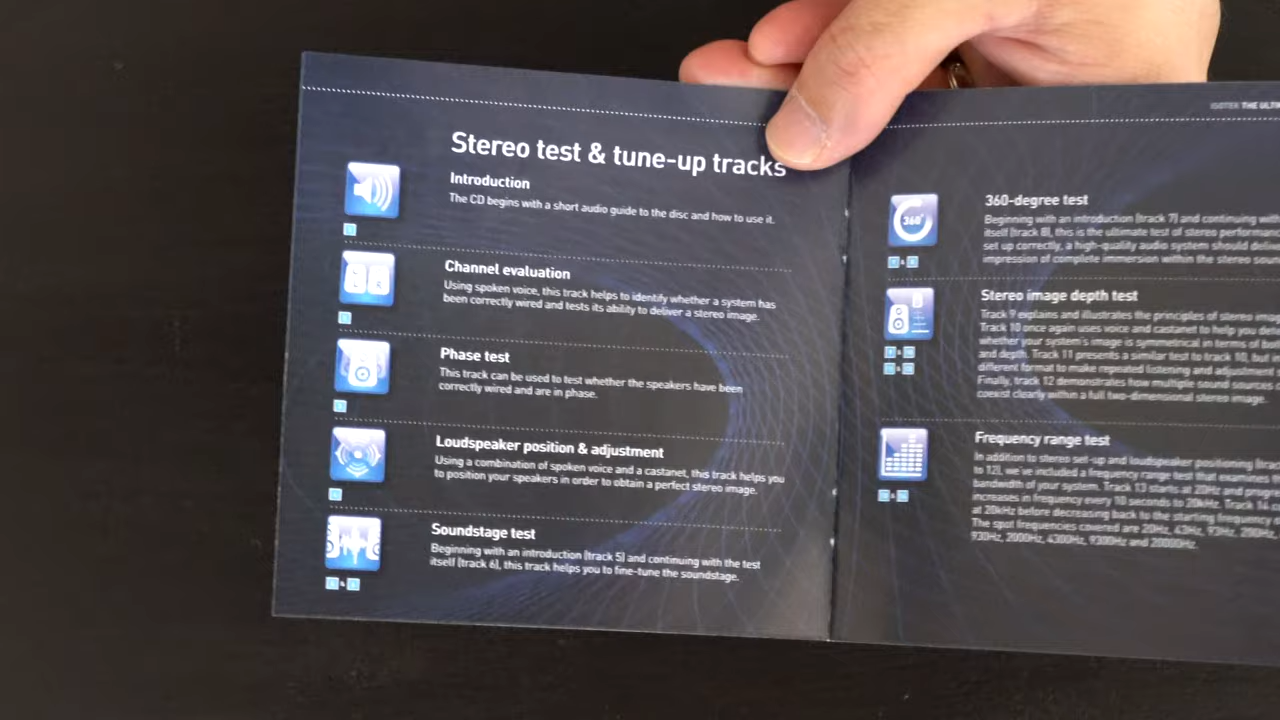 Stereo test & tune-up tracks
Introduction
The CD begins with a short audio guide to the disc and how to use it.
1
Channel evaluation
Using spoken voice, this track helps to identify whether a system has
been correctly wired and tests its ability to deliver a stereo image.
Phase test
This track can be used to test whether the speakers have been
correctly wired and are in phase.
Loudspeaker position & adjustment
Using a combination of spoken voice and a castanet, this track helps you
to position your speakers in order to obtain a perfect stereo image.
Soundstage test
Beginning with an introduction (track 5) and continuing with the test
itself (track 6), this track helps you to fine-tune the soundstage.
ISOTEK THE ULTI
360-degree test
360°
Beginning with an introduction (track 7) and continuing wit
itself (track 8), this is the ultimate test of stereo performan
set up correctly, a high-quality audio system should delive
impression of complete immersion within the stereo soun
7 & 8
Stereo image depth test
Track 9 explains and illustrates the principles of stereo ima
Track 10 once again uses voice and castanet to help you det
whether your system's image is symmetrical in terms of both
and depth. Track 11 presents a similar test to track 10, but i
different format to make repeated listening and adjustment
Finally, track 12 demonstrates how multiple sound sources
coexist clearly within a full two-dimensional stereo image.
Frequency range test
In addition to stereo set-up and loudspeaker positioning (trac
to 12), we've included a frequency range test that examines t
bandwidth of your system. Track 13 starts at 20Hz and prog
increases in frequency every 10 seconds to 20kHz. Track 14
at 20kHz before decreasing back to the starting frequency
The spot frequencies covered are 20Hz, 43Hz, 93Hz, 200Hz,
930Hz, 2000Hz, 4300Hz, 9300Hz and 20000Hz.